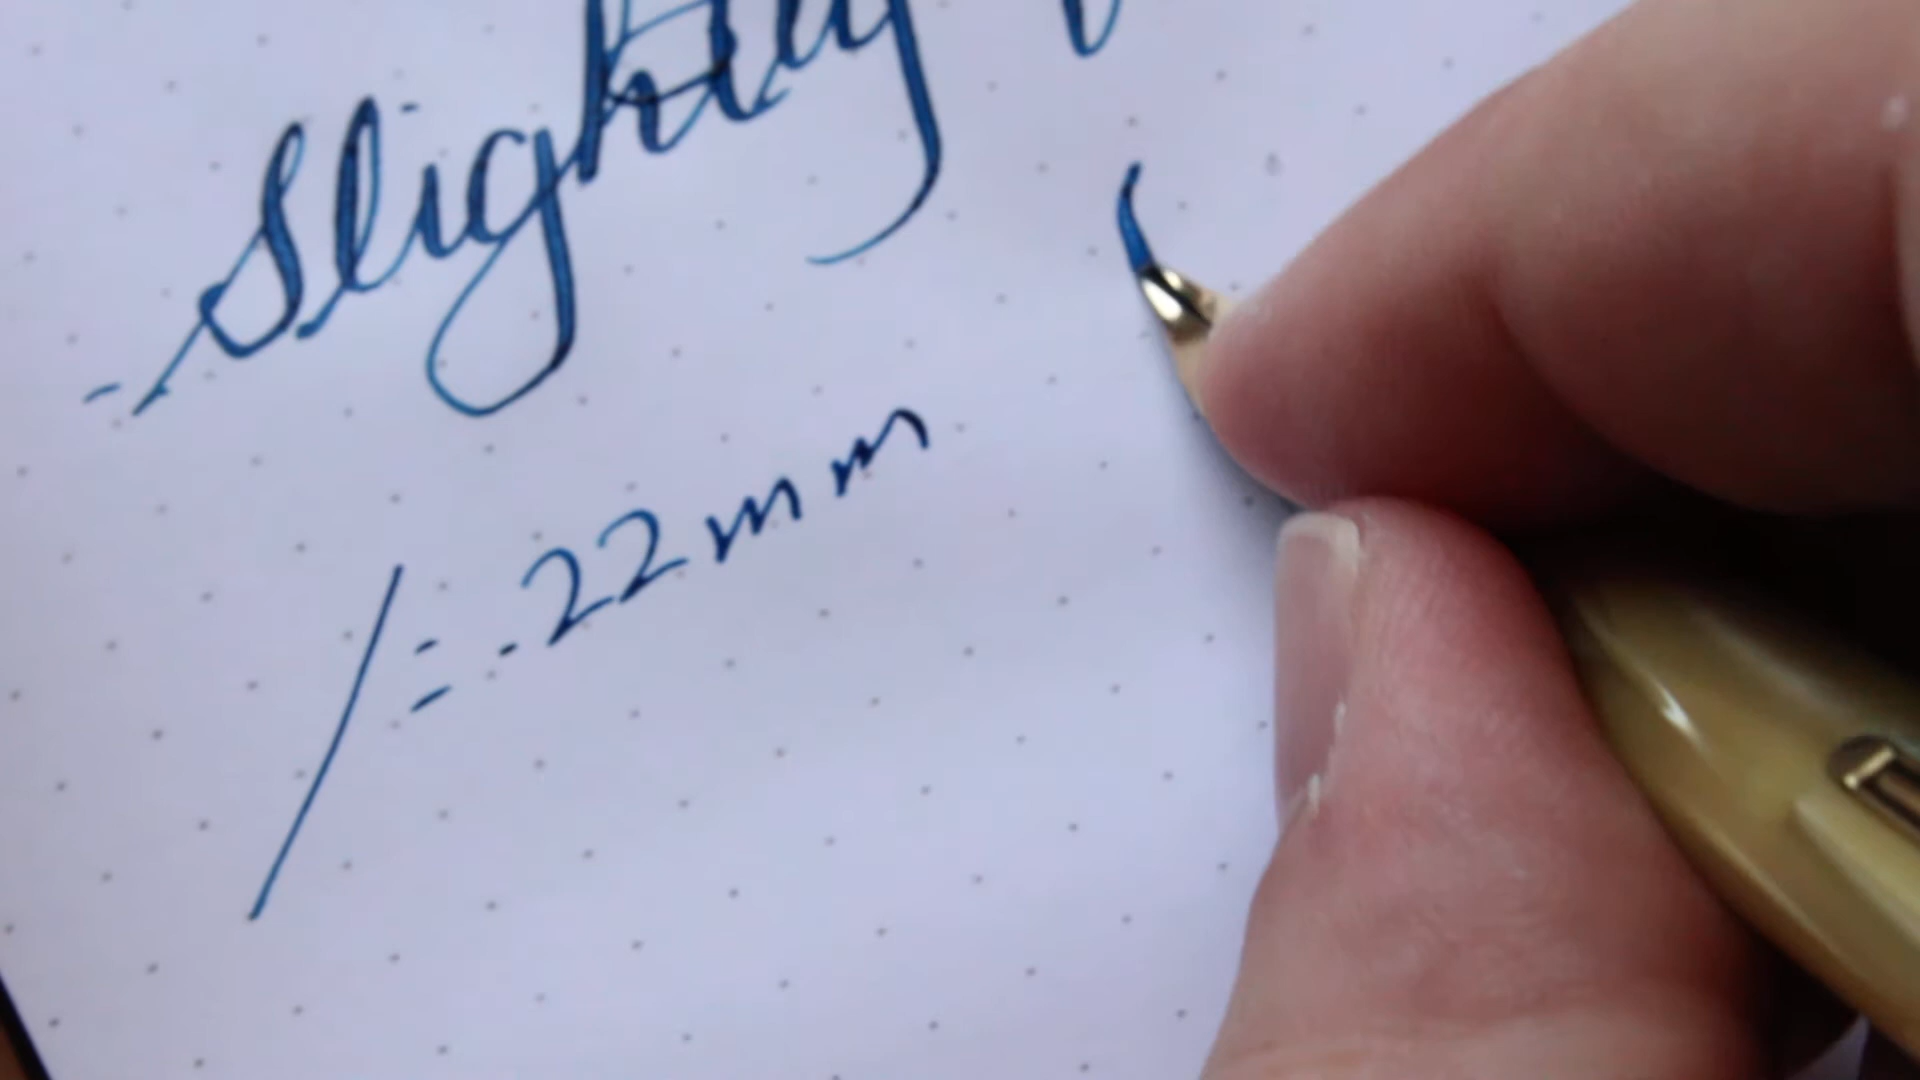 - Slightly
/ = .22mm